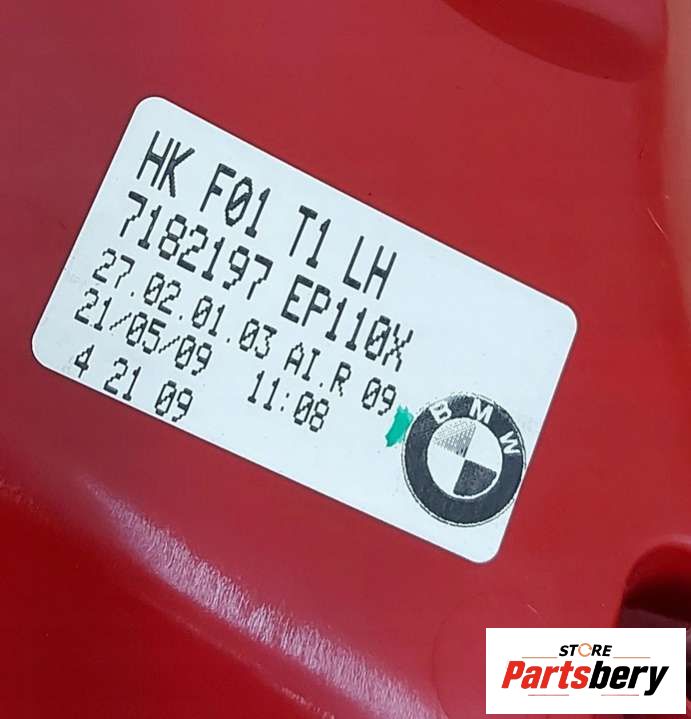 HK F01 T1 LH
7182197 EP110X
27.02.01.03 AI.R 09
21/05/09 11:08
4 21 09
BMW
STORE
Partsbery